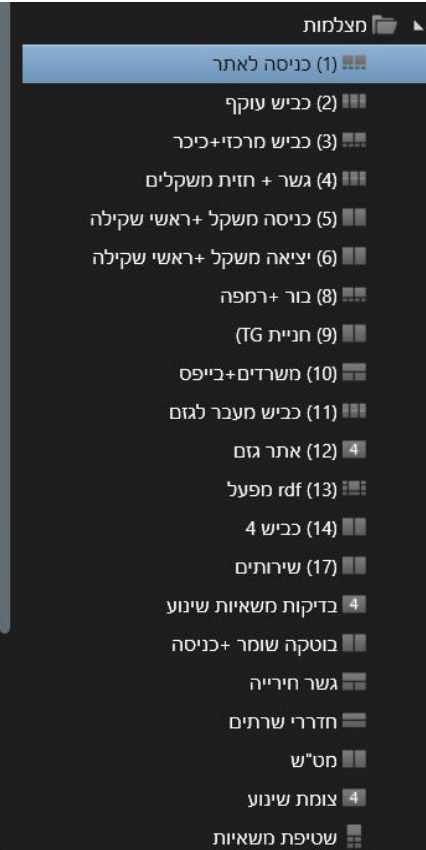 מצלמות
(1) כניסה לאתר
(2) כביש עוקף
(3) כביש מרכזי+כיכר
(4) גשר + חזית משקלים
(5) כניסה משקל +ראשי שקילה
(6) יציאה משקל +ראשי שקילה
(8) בור +רמפה
(9) חניית TG)
(10) משרדים+בייפס
(11) כביש מעבר לגזם
4 (12) אתר גזם
(13) rdf מפעל
(14) כביש 4
(17) שירותים
4 בדיקות משאיות שינוע
בוטקה שומר +כניסה
גשר חירייה
חדררי שרתים
מט"ש
4 צומת שינוע
שטיפת משאיות